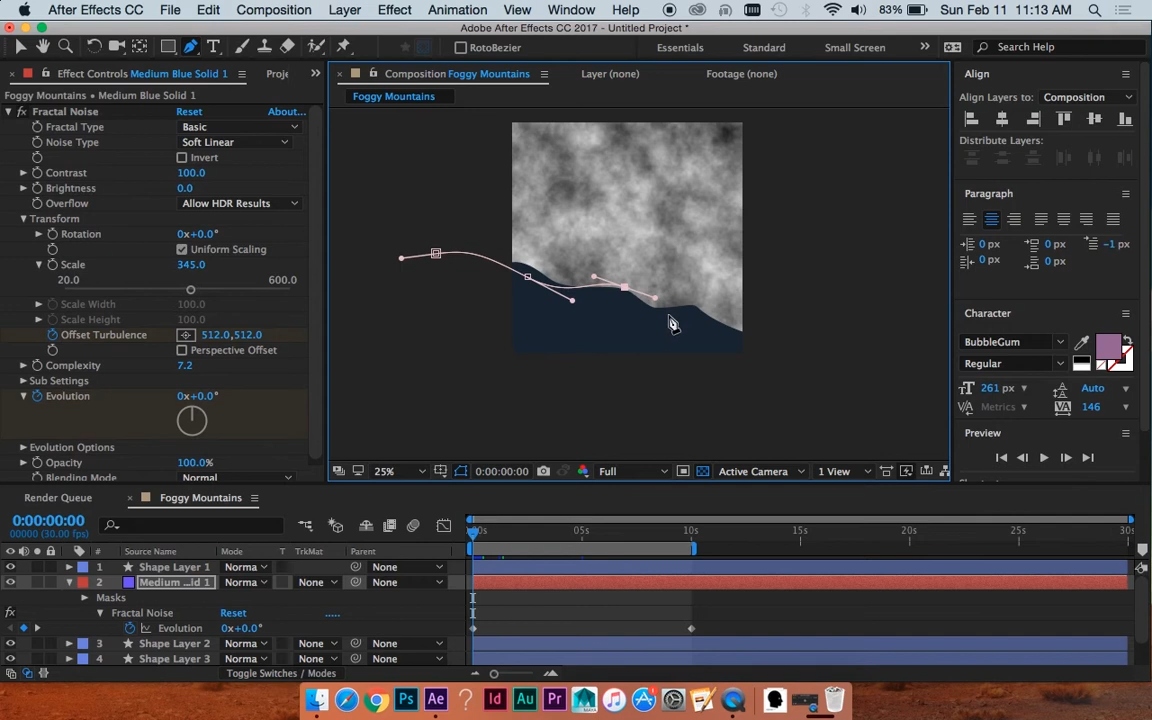 After Effects CC File Edit Composition Layer Effect Animation View Window Help 83% Sun Feb 11 11:13 AM
Adobe After Effects CC 2017 - Untitled Project *
RotoBezier Essentials Standard Small Screen Search Help
Effect Controls Medium Blue Solid 1 Proje
Composition Foggy Mountains Layer (none) Footage (none)
Foggy Mountains
Foggy Mountains • Medium Blue Solid 1
Fractal Noise Reset About...
Fractal Type Basic
Noise Type Soft Linear
Invert
Contrast 100.0
Brightness 0.0
Overflow Allow HDR Results
Transform
Rotation 0x+0.0°
Uniform Scaling
Scale 345.0
20.0 600.0
Scale Width 100.0
Scale Height 100.0
Offset Turbulence 512.0,512.0
Perspective Offset
Complexity 7.2
Sub Settings
Evolution 0x+0.0°
Evolution Options
Opacity 100.0%
Blending Mode Normal
25% 0:00:00:00 Full Active Camera 1 View
Align
Align Layers to: Composition
Distribute Layers:
Paragraph
0 px 0 px -1 px
0 px 0 px
Character
BubbleGum
Regular
261 px Auto
Metrics 146
Preview
Render Queue Foggy Mountains
0:00:00:00
00000 (30.00 fps)
:00s 05s 10s 15s 20s 25s 30s
# Source Name Mode T TrkMat Parent
1 Shape Layer 1 Norma None
2 Medium ...id 1 Norma None None
Masks
Fractal Noise Reset .....
Evolution 0x+0.0°
3 Shape Layer 2 Norma None None
4 Shape Layer 3 Norma None None
Toggle Switches / Modes
Ps Ae ? Id Au Pr MAYA